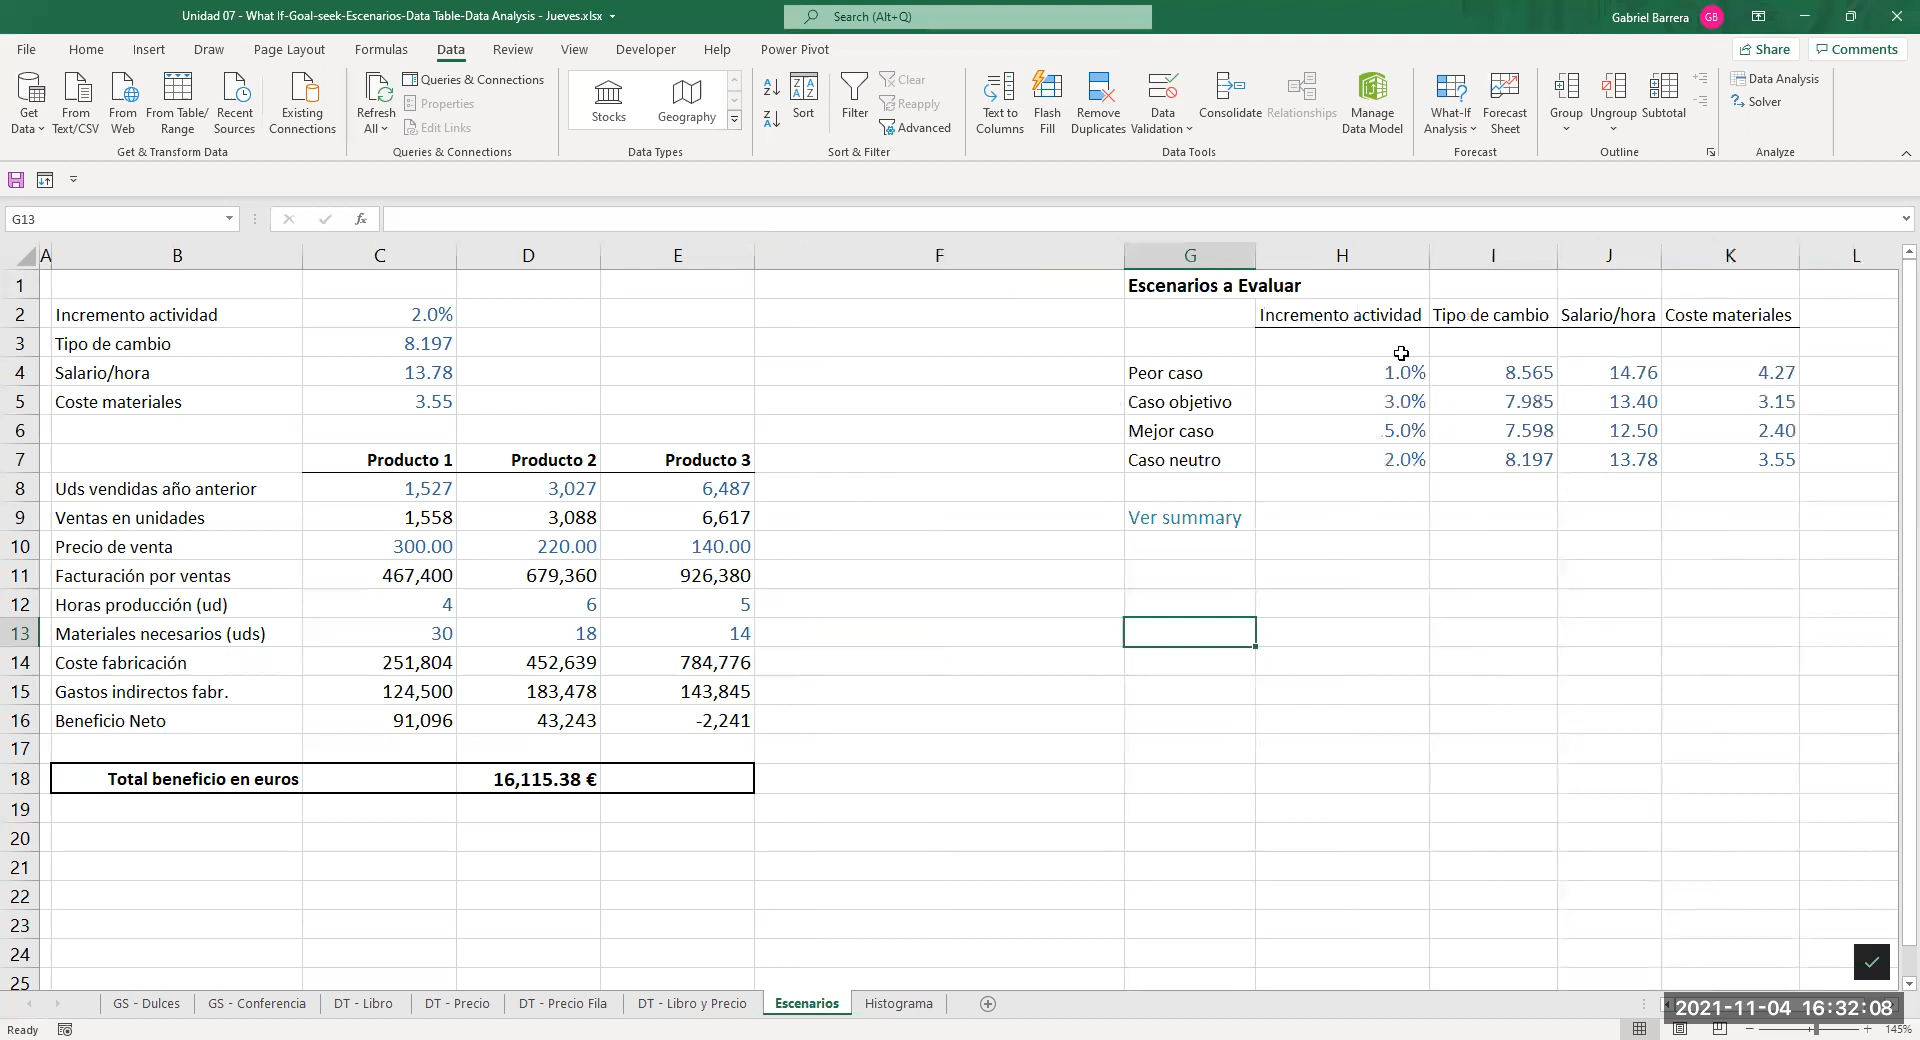 Unidad 07 - What If-Goal-seek-Escenarios-Data Table-Data Analysis - Jueves.xlsx
Search (Alt+Q)
Gabriel Barrera GB
File Home Insert Draw Page Layout Formulas Data Review View Developer Help Power Pivot Share Comments
Get Data From Text/CSV From Web From Table/ Range Recent Sources Existing Connections
Get & Transform Data
Refresh All Queries & Connections
Properties
Edit Links
Queries & Connections
Stocks Geography
Data Types
Sort Filter Clear
Reapply
Advanced
Sort & Filter
Text to Columns Flash Fill Remove Duplicates Data Validation Consolidate Relationships Manage Data Model
Data Tools
What-If Analysis Forecast Sheet
Forecast
Group Ungroup Subtotal
Outline
Data Analysis
Solver
Analyze
G13 fx
A B C D E F G H I J K L
1 Escenarios a Evaluar
2 Incremento actividad 2.0% Incremento actividad Tipo de cambio Salario/hora Coste materiales
3 Tipo de cambio 8.197
4 Salario/hora 13.78 Peor caso 1.0% 8.565 14.76 4.27
5 Coste materiales 3.55 Caso objetivo 3.0% 7.985 13.40 3.15
6 Mejor caso 5.0% 7.598 12.50 2.40
7 Producto 1 Producto 2 Producto 3 Caso neutro 2.0% 8.197 13.78 3.55
8 Uds vendidas año anterior 1,527 3,027 6,487
9 Ventas en unidades 1,558 3,088 6,617 Ver summary
10 Precio de venta 300.00 220.00 140.00
11 Facturación por ventas 467,400 679,360 926,380
12 Horas producción (ud) 4 6 5
13 Materiales necesarios (uds) 30 18 14
14 Coste fabricación 251,804 452,639 784,776
15 Gastos indirectos fabr. 124,500 183,478 143,845
16 Beneficio Neto 91,096 43,243 -2,241
17
18 Total beneficio en euros 16,115.38 €
19
20
21
22
23
24
25
GS - Dulces GS - Conferencia DT - Libro DT - Precio DT - Precio Fila DT - Libro y Precio Escenarios Histograma
2021-11-04 16:32:08
Ready 145%